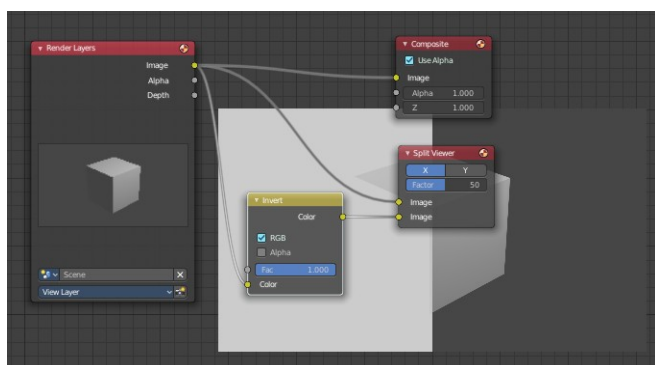 Render Layers
Image
Alpha
Depth
Scene
View Layer
Composite
Use Alpha
Image
Alpha 1.000
Z 1.000
Split Viewer
X Y
Factor 50
Image
Image
Invert
Color
RGB
Alpha
Fac 1.000
Color